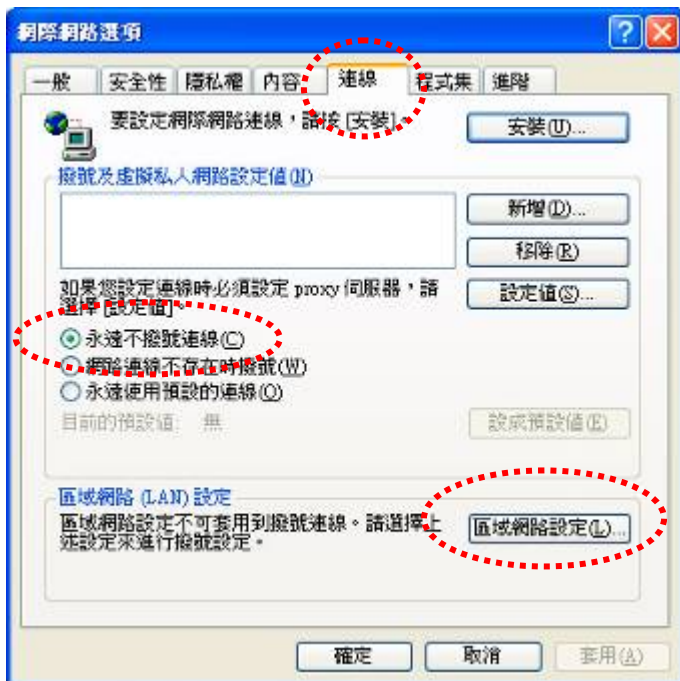 網際網路選項
一般 安全性 隱私權 內容 連線 程式集 進階
要設定網際網路連線,請按 [安裝]。
安裝(U)...
撥號及虛擬私人網路設定值(N)
新增(D)...
移除(R)
如果您設定連線時必須設定 proxy 伺服器,請
選擇 [設定值]。
設定值(S)...
永遠不撥號連線(C)
網路連線不存在時撥號(W)
永遠使用預設的連線(O)
目前的預設值: 無
設成預設值(E)
區域網路 (LAN) 設定
區域網路設定不可套用到撥號連線。請選擇上
述設定來進行撥號設定。
區域網路設定(L)...
確定 取消 套用(A)